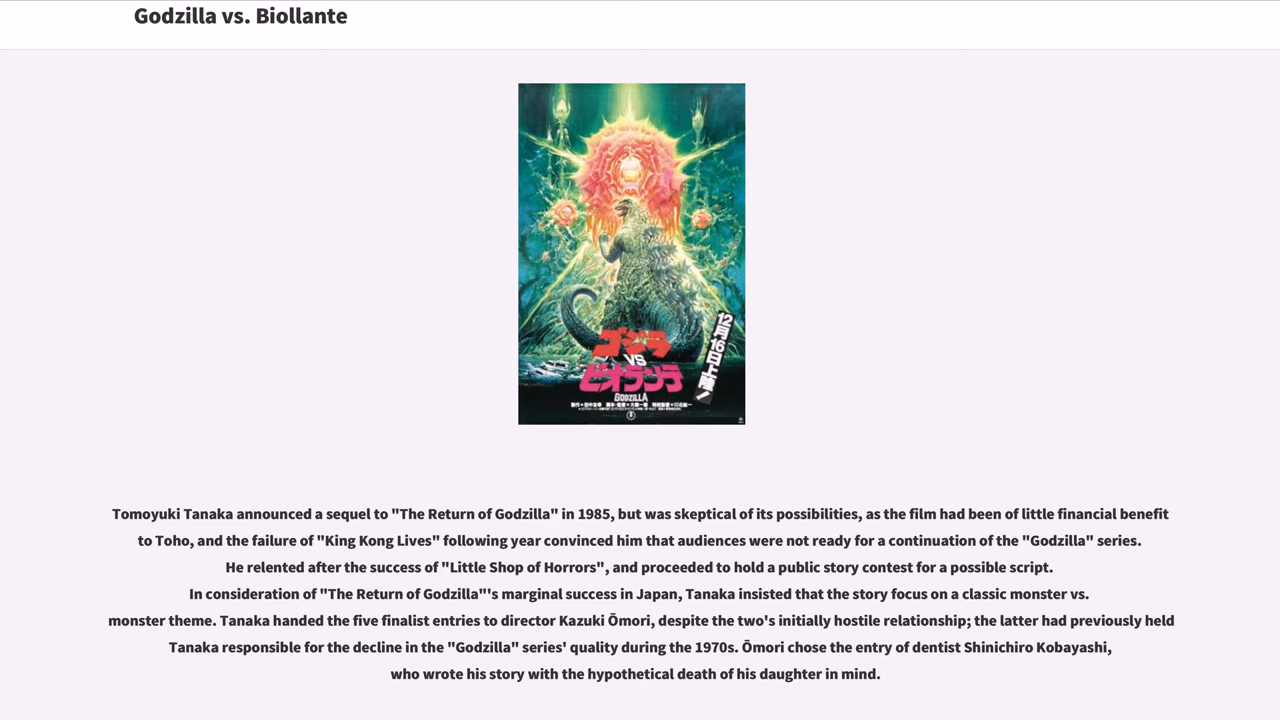 Godzilla vs. Biollante
12月16日上陸!
ゴジラ
VS
ビオランテ
GODZILLA
Tomoyuki Tanaka announced a sequel to "The Return of Godzilla" in 1985, but was skeptical of its possibilities, as the film had been of little financial benefit
to Toho, and the failure of "King Kong Lives" following year convinced him that audiences were not ready for a continuation of the "Godzilla" series.
He relented after the success of "Little Shop of Horrors", and proceeded to hold a public story contest for a possible script.
In consideration of "The Return of Godzilla"'s marginal success in Japan, Tanaka insisted that the story focus on a classic monster vs.
monster theme. Tanaka handed the five finalist entries to director Kazuki Ōmori, despite the two's initially hostile relationship; the latter had previously held
Tanaka responsible for the decline in the "Godzilla" series' quality during the 1970s. Ōmori chose the entry of dentist Shinichiro Kobayashi,
who wrote his story with the hypothetical death of his daughter in mind.